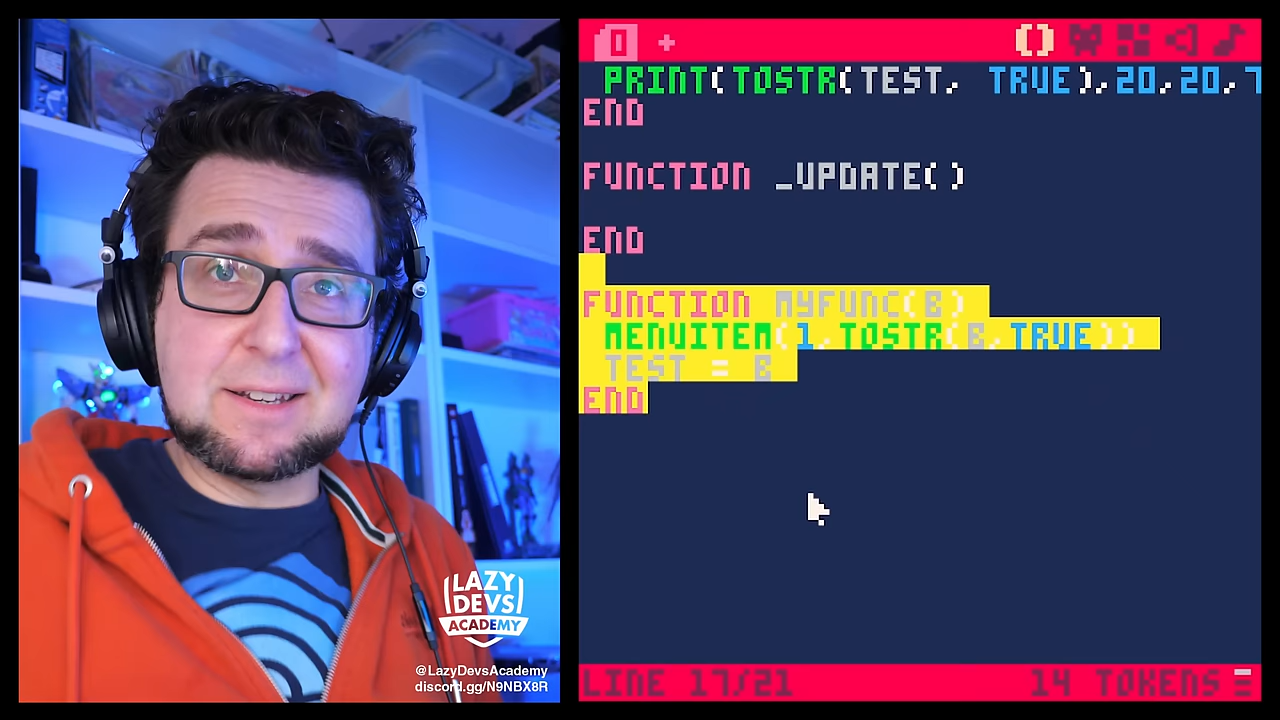 PRINT(TOSTR(TEST, TRUE),20,20,7
END
FUNCTION _UPDATE()
END
FUNCTION MYFUNC(B)
MENUITEM(1,TOSTR(B,TRUE))
TEST = B
END
LINE 17/21
14 TOKENS
LAZY
DEVS
ACADEMY
@LazyDevsAcademy
discord.gg/N9NBX8R